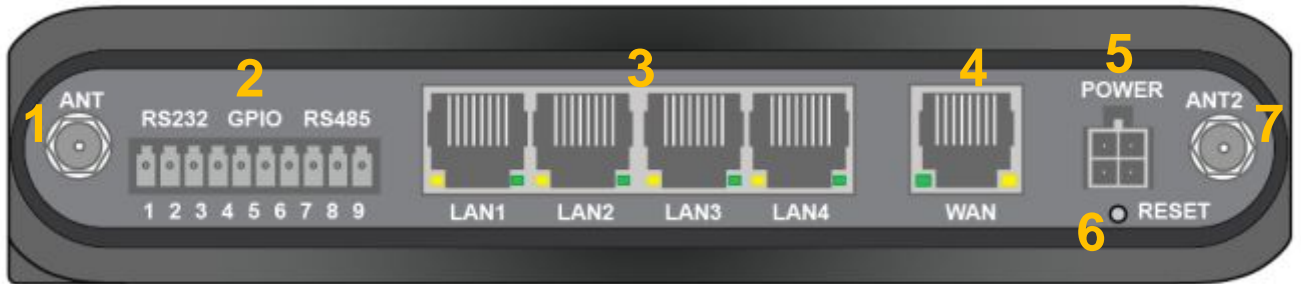 1 ANT
2
RS232 GPIO RS485
1 2 3 4 5 6 7 8 9
3
LAN1 LAN2 LAN3 LAN4
4
WAN
5
POWER
6 RESET
ANT2 7